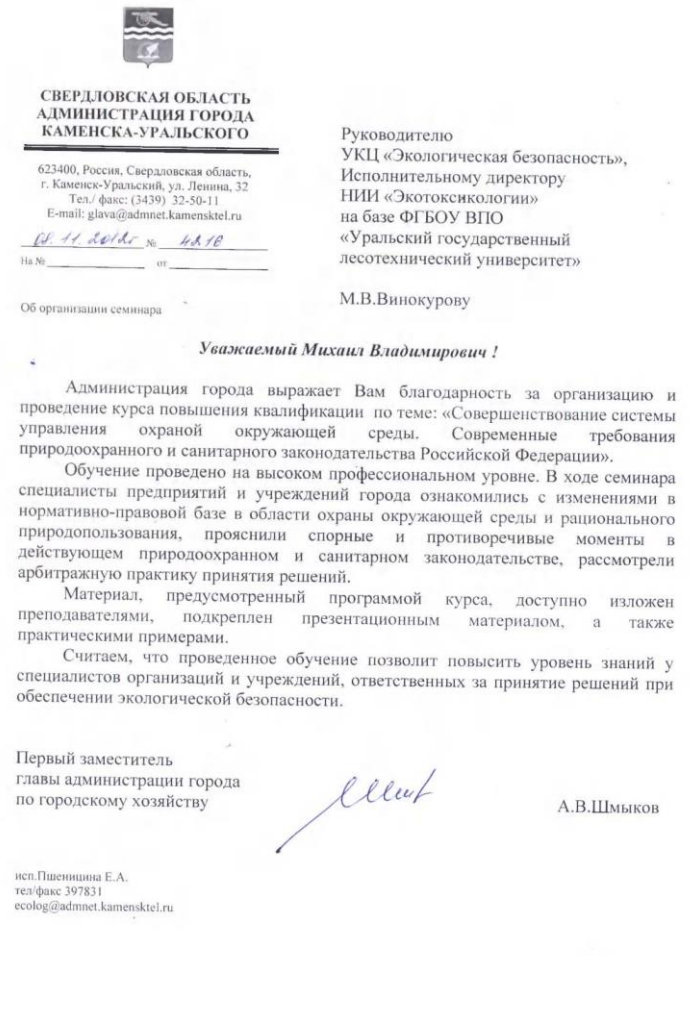 СВЕРДЛОВСКАЯ ОБЛАСТЬ
АДМИНИСТРАЦИЯ ГОРОДА
КАМЕНСКА-УРАЛЬСКОГО
623400, Россия, Свердловская область,
г. Каменск-Уральский, ул. Ленина, 32
Тел./ факс: (3439) 32-50-11
E-mail: glava@admnet.kamensktel.ru
08.11.2012г № 4216
На № от
Об организации семинара
Руководителю
УКЦ «Экологическая безопасность»,
Исполнительному директору
НИИ «Экотоксикологии»
на базе ФГБОУ ВПО
«Уральский государственный
лесотехнический университет»
М.В.Винокурову
Уважаемый Михаил Владимирович !
Администрация города выражает Вам благодарность за организацию и
проведение курса повышения квалификации по теме: «Совершенствование системы
управления охраной окружающей среды. Современные требования
природоохранного и санитарного законодательства Российской Федерации».
Обучение проведено на высоком профессиональном уровне. В ходе семинара
специалисты предприятий и учреждений города ознакомились с изменениями в
нормативно-правовой базе в области охраны окружающей среды и рационального
природопользования, прояснили спорные и противоречивые моменты в
действующем природоохранном и санитарном законодательстве, рассмотрели
арбитражную практику принятия решений.
Материал, предусмотренный программой курса, доступно изложен
преподавателями, подкреплен презентационным материалом, а также
практическими примерами.
Считаем, что проведенное обучение позволит повысить уровень знаний у
специалистов организаций и учреждений, ответственных за принятие решений при
обеспечении экологической безопасности.
Первый заместитель
главы администрации города
по городскому хозяйству
А.В.Шмыков
исп.Пшеницина Е.А.
тел/факс 397831
ecolog@admnet.kamensktel.ru